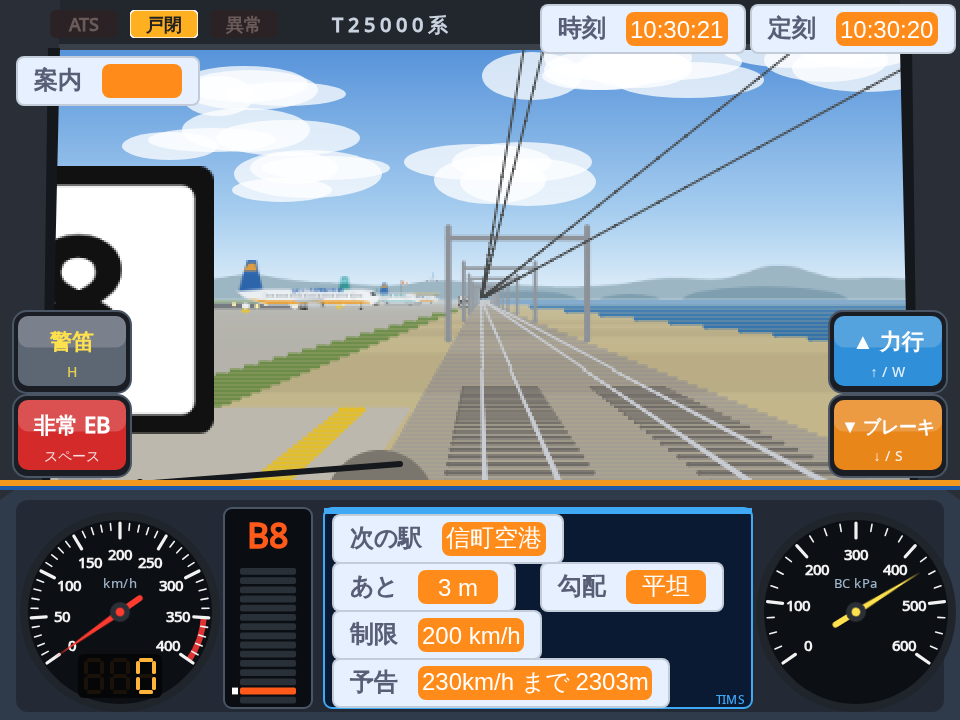 ATS 戸閉 異常 T25000系 時刻 10:30:21 定刻 10:30:20
案内
8
警笛
H
非常 EB
スペース
▲ 力行
↑ / W
▼ ブレーキ
↓ / S
0 50 100 150 200 250 300 350 400
km/h
0
B8
次の駅 信町空港
あと 3 m 勾配 平坦
制限 200 km/h
予告 230km/h まで 2303m
TIMS
0 100 200 300 400 500 600
BC kPa